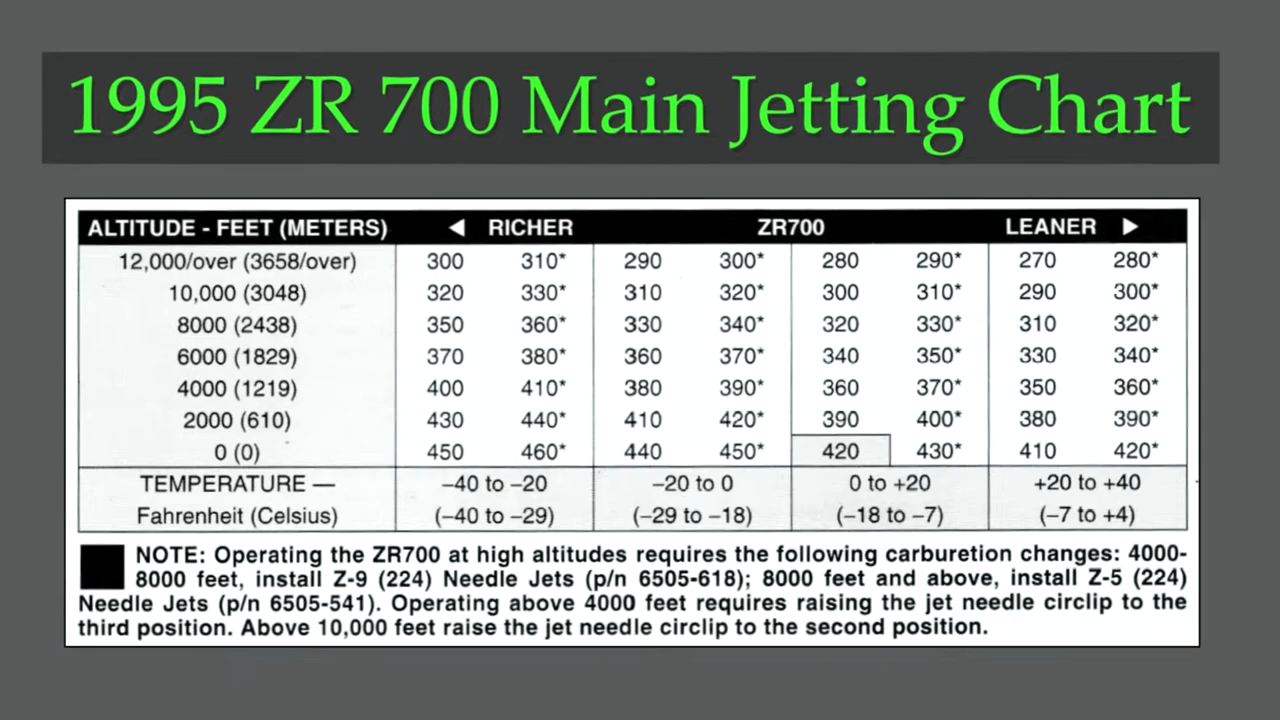 1995 ZR 700 Main Jetting Chart
ALTITUDE - FEET (METERS) ◀ RICHER ZR700 LEANER ▶
12,000/over (3658/over) 300 310* 290 300* 280 290* 270 280*
10,000 (3048) 320 330* 310 320* 300 310* 290 300*
8000 (2438) 350 360* 330 340* 320 330* 310 320*
6000 (1829) 370 380* 360 370* 340 350* 330 340*
4000 (1219) 400 410* 380 390* 360 370* 350 360*
2000 (610) 430 440* 410 420* 390 400* 380 390*
0 (0) 450 460* 440 450* 420 430* 410 420*
TEMPERATURE — –40 to –20 –20 to 0 0 to +20 +20 to +40
Fahrenheit (Celsius) (–40 to –29) (–29 to –18) (–18 to –7) (–7 to +4)
NOTE: Operating the ZR700 at high altitudes requires the following carburetion changes: 4000-
8000 feet, install Z-9 (224) Needle Jets (p/n 6505-618); 8000 feet and above, install Z-5 (224)
Needle Jets (p/n 6505-541). Operating above 4000 feet requires raising the jet needle circlip to the
third position. Above 10,000 feet raise the jet needle circlip to the second position.